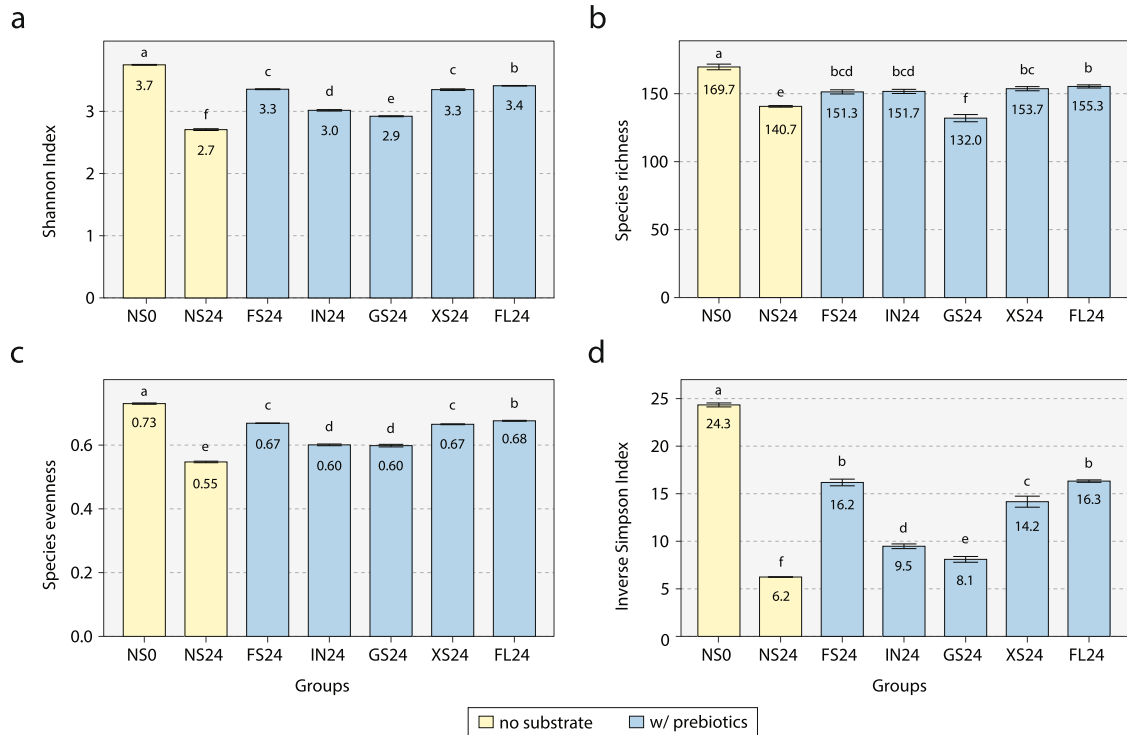 a
Shannon Index
3
2
1
0
a
f
c
d
e
c
b
3.7
2.7
3.3
3.0
2.9
3.3
3.4
NS0 NS24 FS24 IN24 GS24 XS24 FL24
b
Species richness
150
100
50
0
a
e
bcd
bcd
f
bc
b
169.7
140.7
151.3
151.7
132.0
153.7
155.3
NS0 NS24 FS24 IN24 GS24 XS24 FL24
c
Species evenness
0.6
0.4
0.2
0.0
a
e
c
d
d
c
b
0.73
0.55
0.67
0.60
0.60
0.67
0.68
NS0 NS24 FS24 IN24 GS24 XS24 FL24
Groups
d
Inverse Simpson Index
25
20
15
10
5
0
a
f
b
d
e
c
b
24.3
6.2
16.2
9.5
8.1
14.2
16.3
NS0 NS24 FS24 IN24 GS24 XS24 FL24
Groups
no substrate w/ prebiotics